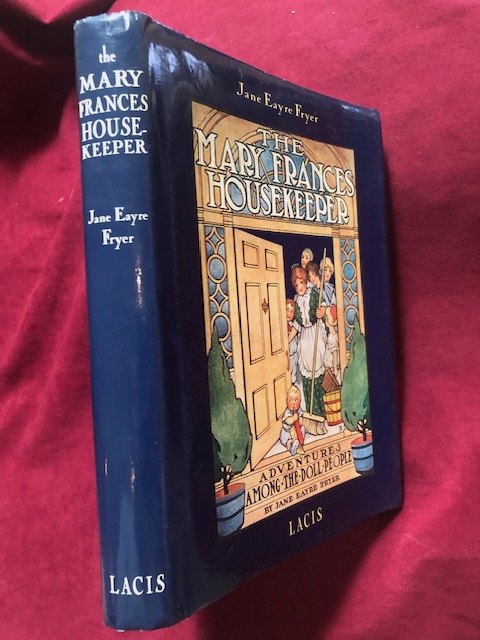 the
MARY
FRANCES
HOUSE-
KEEPER
Jane Eayre
Fryer
LACIS
Jane Eayre Fryer
THE
MARY FRANCES
HOUSEKEEPER
ADVENTURES
AMONG·THE·DOLL·PEOPLE
BY JANE EAYRE FRYER
LACIS